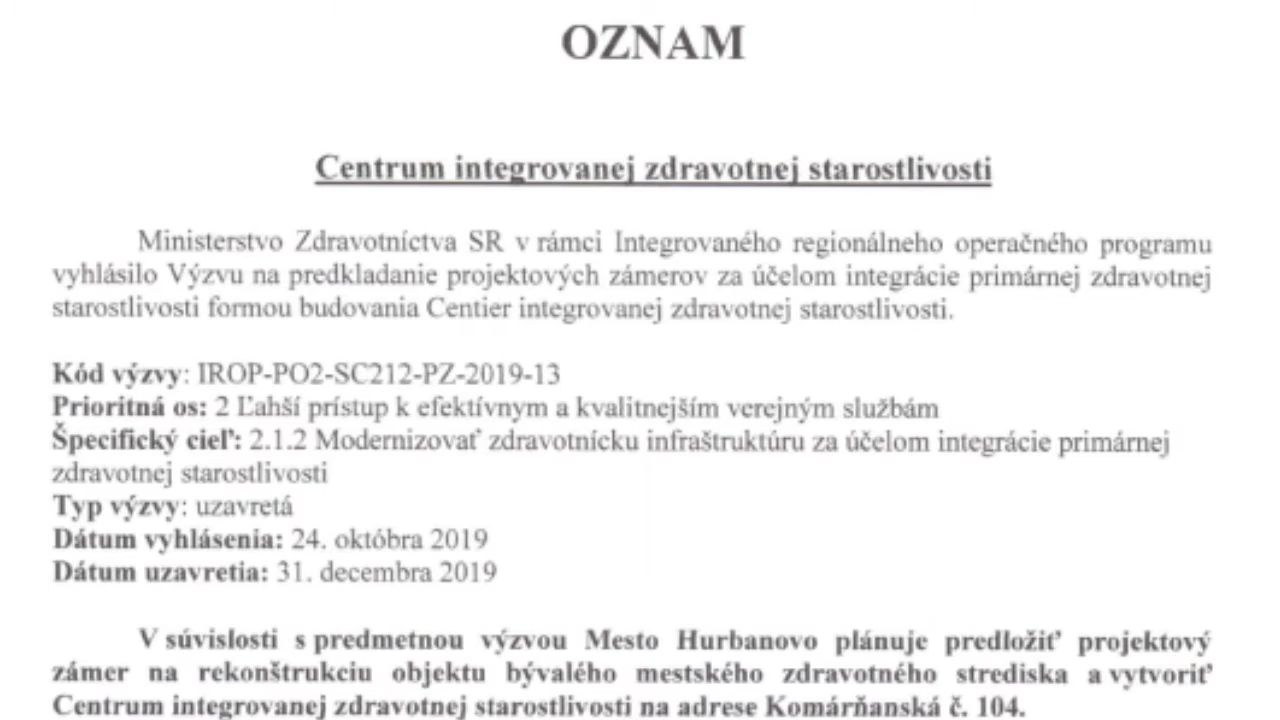 OZNAM
Centrum integrovanej zdravotnej starostlivosti
Ministerstvo Zdravotníctva SR v rámci Integrovaného regionálneho operačného programu
vyhlásilo Výzvu na predkladanie projektových zámerov za účelom integrácie primárnej zdravotnej
starostlivosti formou budovania Centier integrovanej zdravotnej starostlivosti.
Kód výzvy: IROP-PO2-SC212-PZ-2019-13
Prioritná os: 2 Ľahší prístup k efektívnym a kvalitnejším verejným službám
Špecifický cieľ: 2.1.2 Modernizovať zdravotnícku infraštruktúru za účelom integrácie primárnej
zdravotnej starostlivosti
Typ výzvy: uzavretá
Dátum vyhlásenia: 24. októbra 2019
Dátum uzavretia: 31. decembra 2019
V súvislosti s predmetnou výzvou Mesto Hurbanovo plánuje predložiť projektový
zámer na rekonštrukciu objektu bývalého mestského zdravotného strediska a vytvoriť
Centrum integrovanej zdravotnej starostlivosti na adrese Komárňanská č. 104.